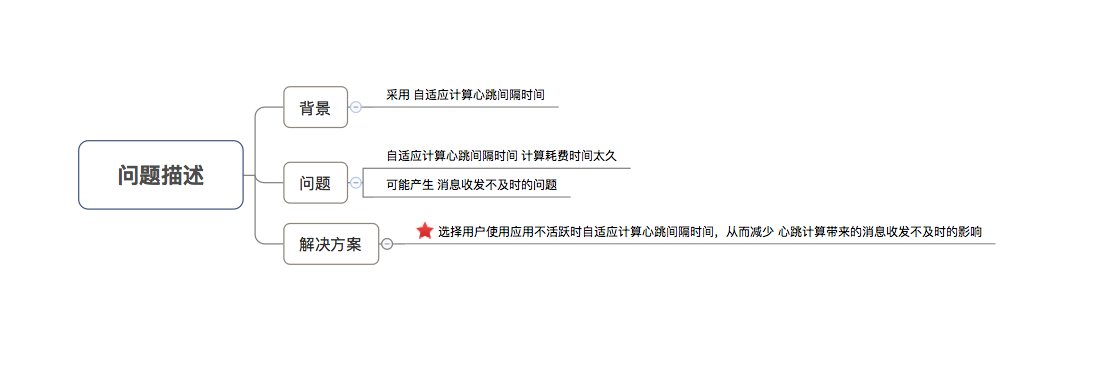 问题描述
背景
采用 自适应计算心跳间隔时间
问题
自适应计算心跳间隔时间 计算耗费时间太久
可能产生 消息收发不及时的问题
解决方案
选择用户使用应用不活跃时自适应计算心跳间隔时间，从而减少 心跳计算带来的消息收发不及时的影响